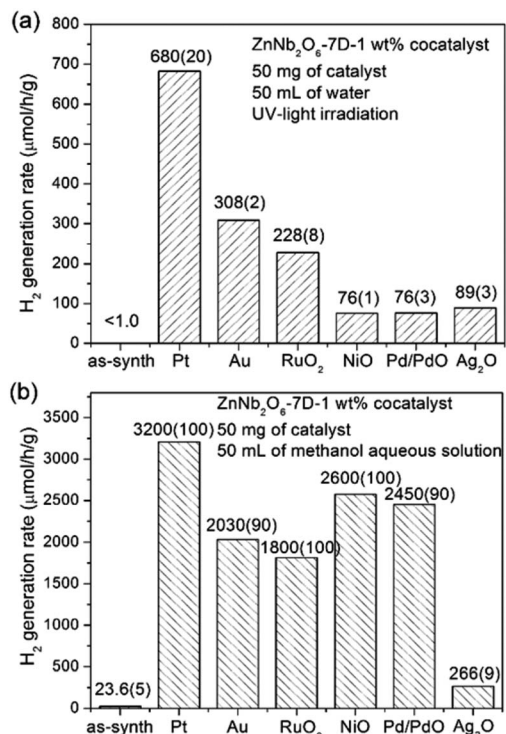 (a)
800
700
600
500
400
300
200
100
0
H₂ generation rate (μmol/h/g)
ZnNb₂O₆-7D-1 wt% cocatalyst
50 mg of catalyst
50 mL of water
UV-light irradiation
<1.0
680(20)
308(2)
228(8)
76(1)
76(3)
89(3)
as-synth Pt Au RuO₂ NiO Pd/PdO Ag₂O
(b)
3500
3000
2500
2000
1500
1000
500
0
H₂ generation rate (μmol/h/g)
ZnNb₂O₆-7D-1 wt% cocatalyst
50 mg of catalyst
50 mL of methanol aqueous solution
23.6(5)
3200(100)
2030(90)
1800(100)
2600(100)
2450(90)
266(9)
as-synth Pt Au RuO₂ NiO Pd/PdO Ag₂O